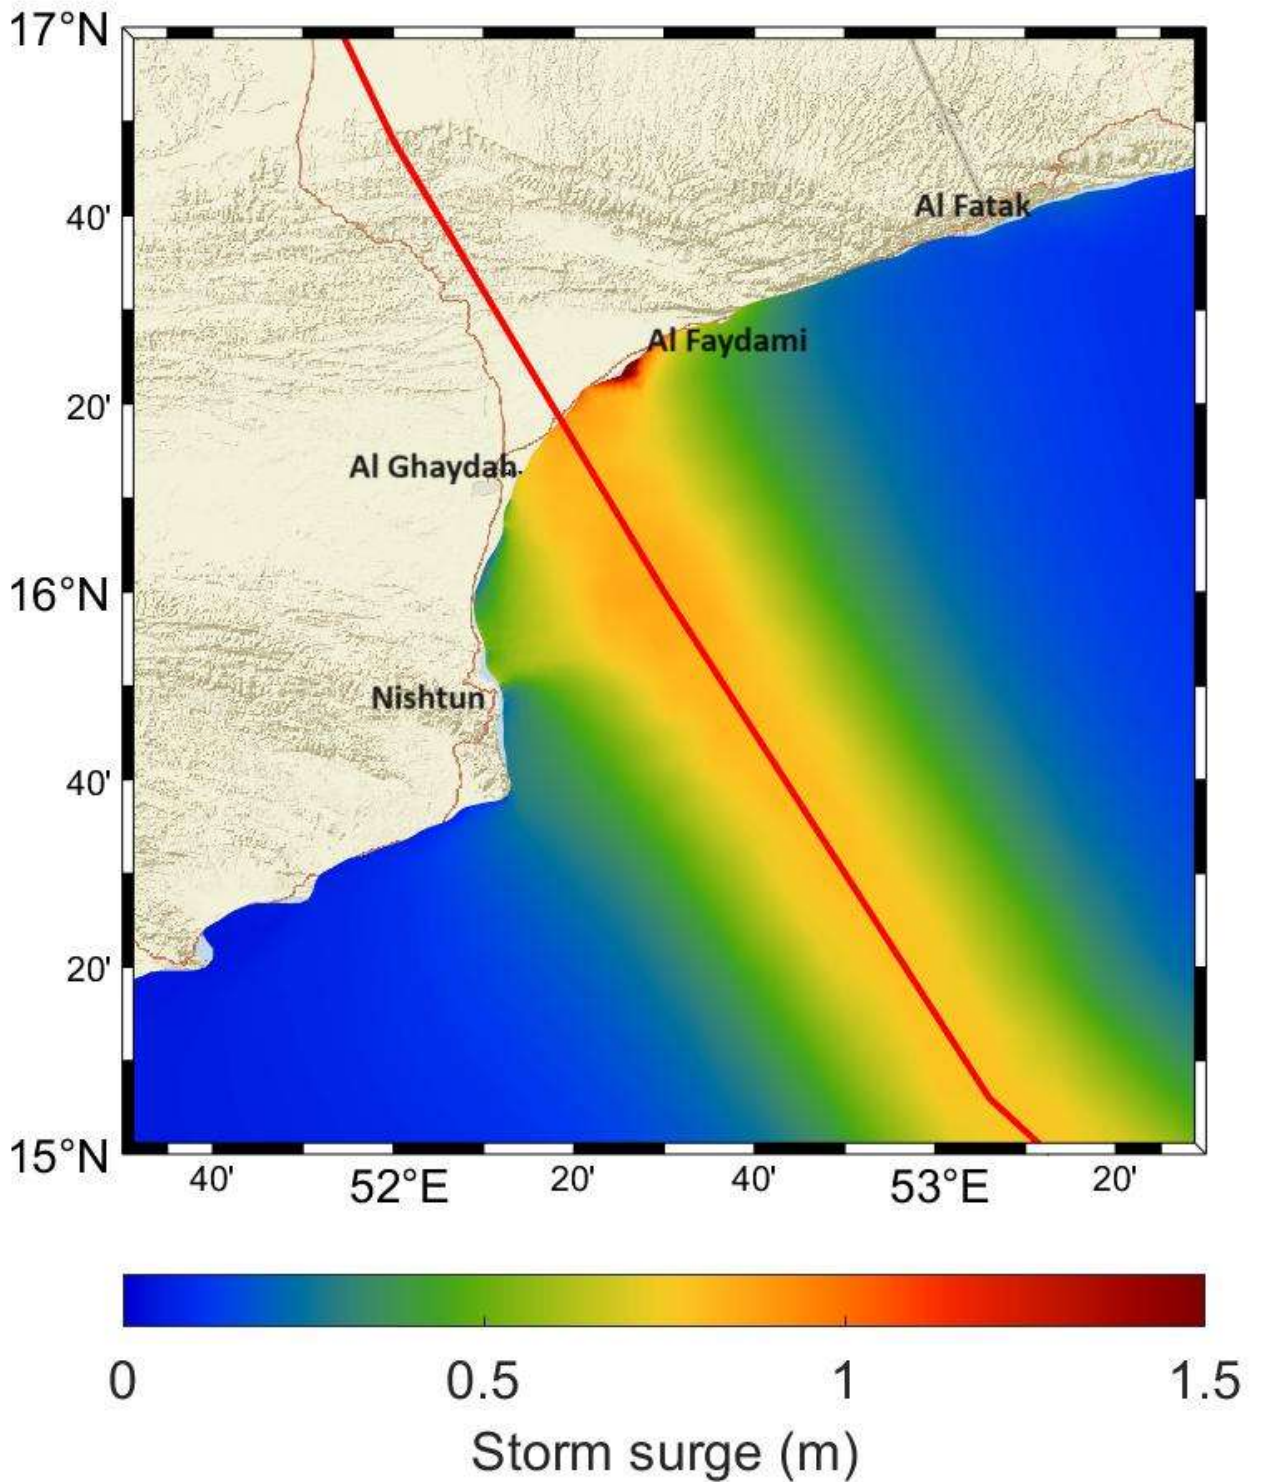 17°N
Al Fatak
40'
Al Faydami
20'
Al Ghaydah
16°N
Nishtun
40'
20'
15°N
40' 52°E 20' 40' 53°E 20'
0 0.5 1 1.5
Storm surge (m)